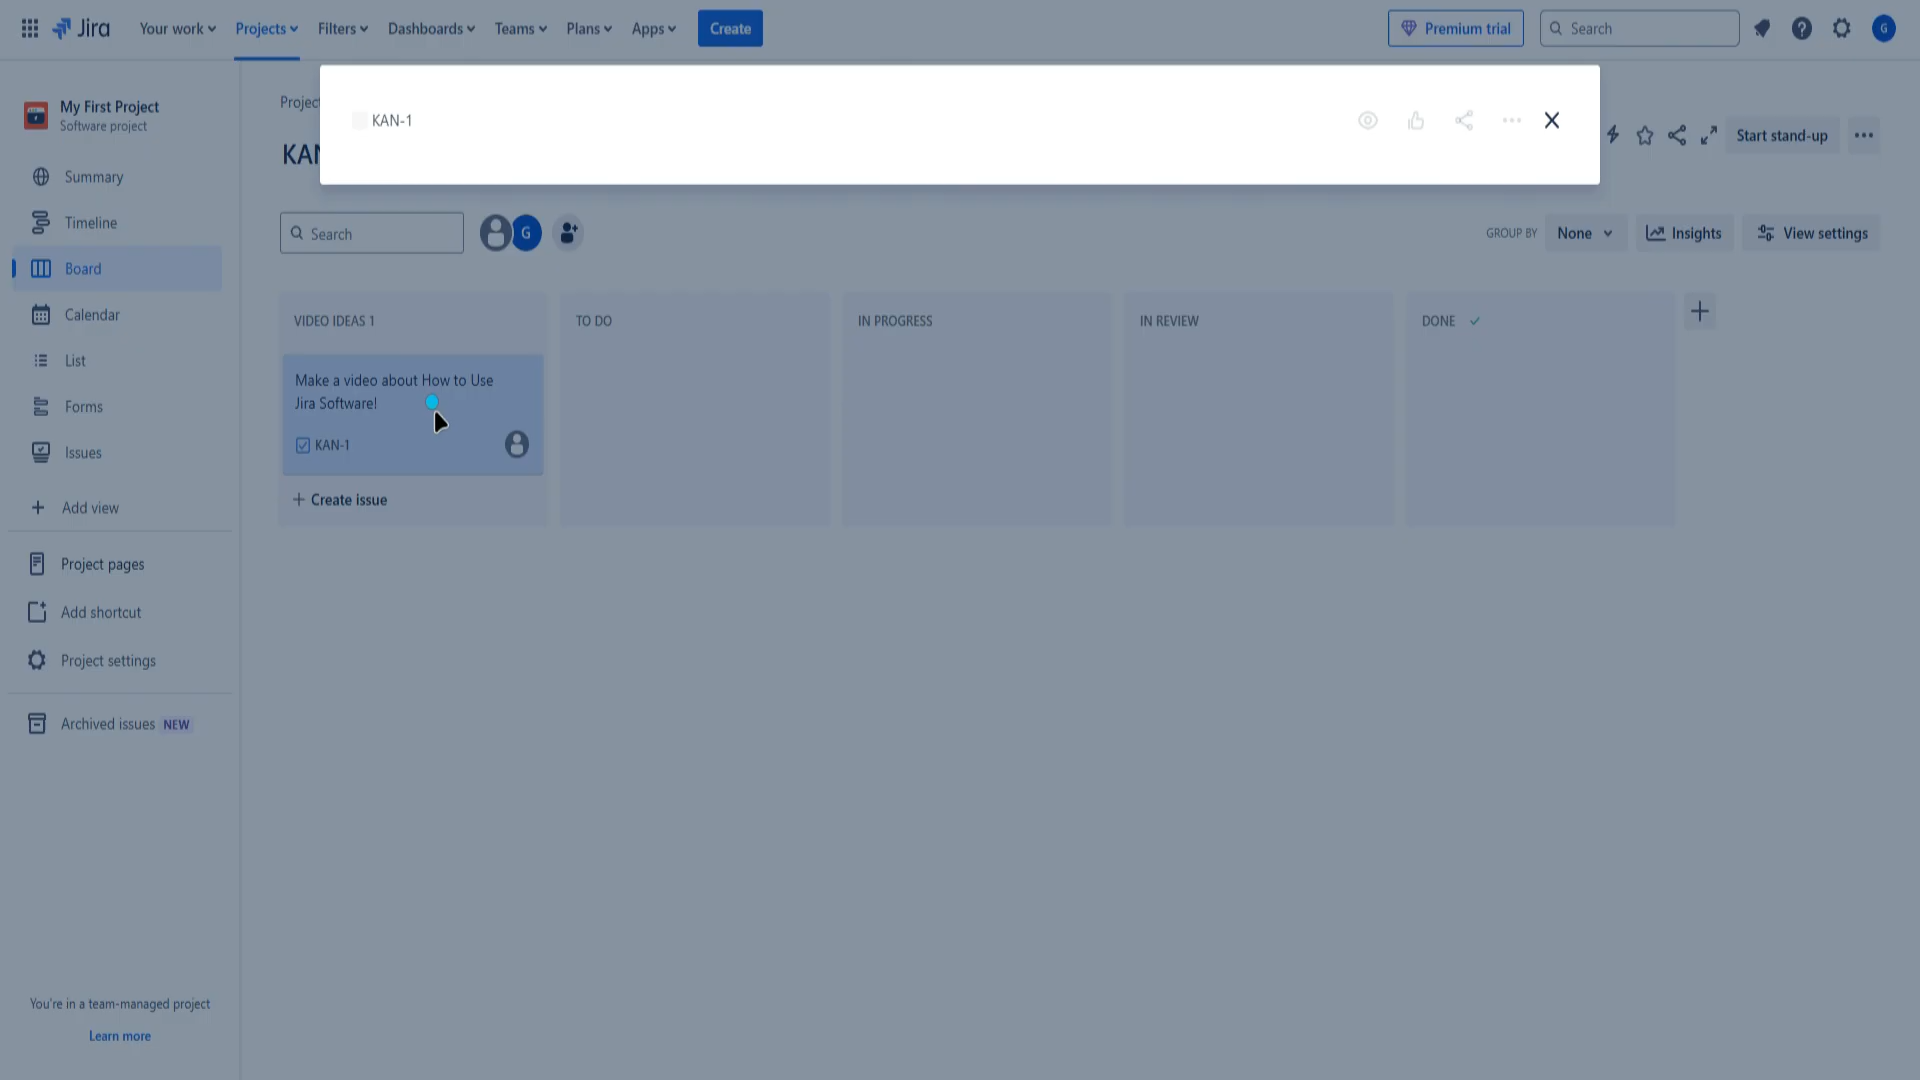 Jira
Your work
Projects
Filters
Dashboards
Teams
Plans
Apps
Create
Premium trial
Search
G
My First Project
Software project
Summary
Timeline
Board
Calendar
List
Forms
Issues
Add view
Project pages
Add shortcut
Project settings
Archived issues NEW
You're in a team-managed project
Learn more
Project
KAN
KAN-1
Start stand-up
Search
G
GROUP BY
None
Insights
View settings
VIDEO IDEAS 1
TO DO
IN PROGRESS
IN REVIEW
DONE
Make a video about How to Use
Jira Software!
KAN-1
Create issue